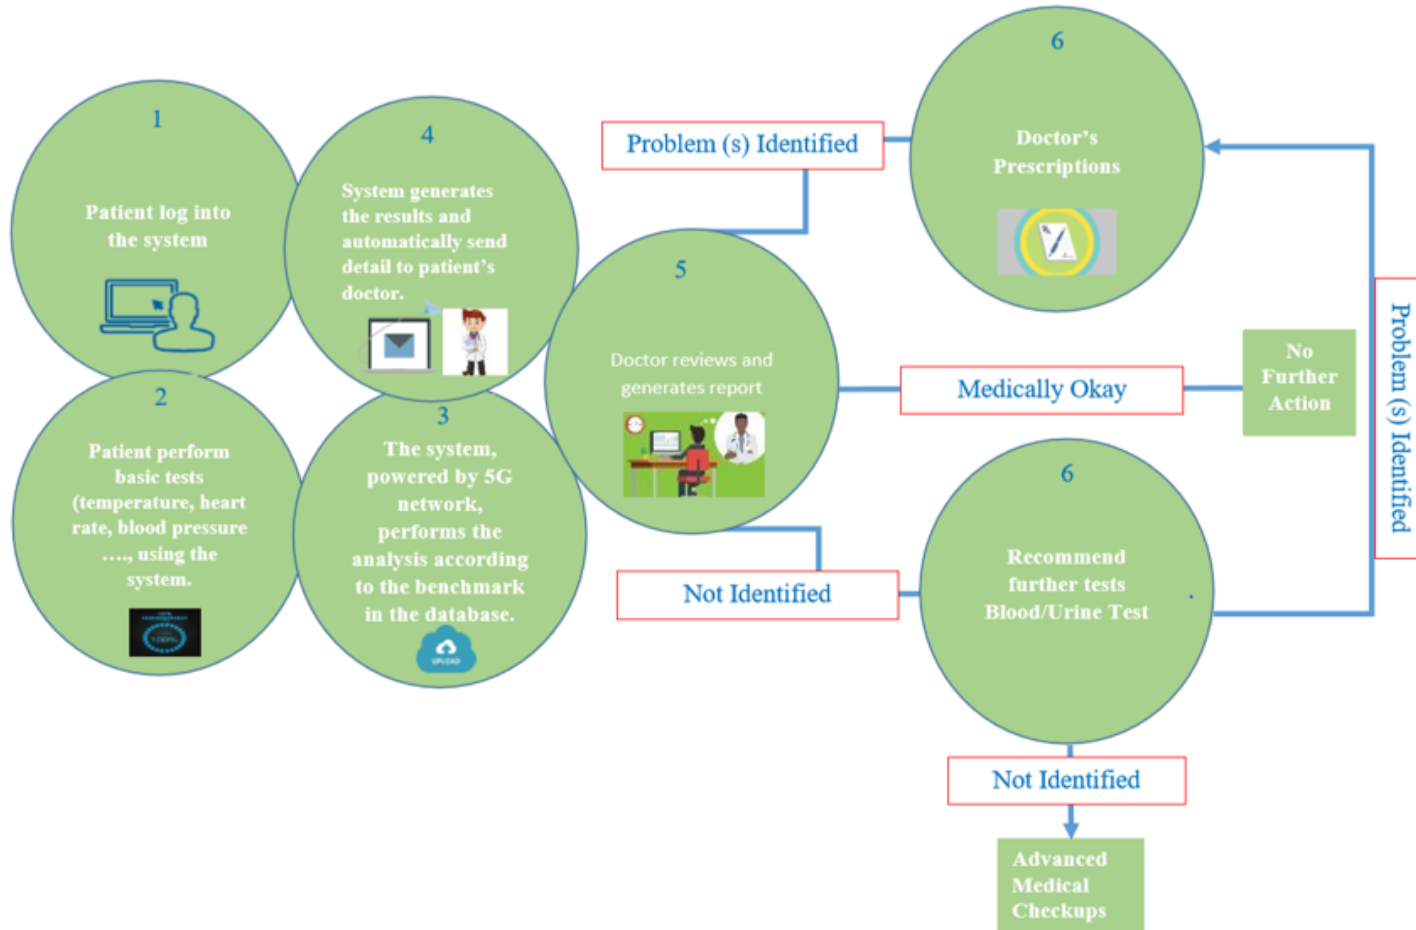 1
Patient log into
the system
2
Patient perform
basic tests
(temperature, heart
rate, blood pressure
...., using the
system.
3
The system,
powered by 5G
network,
performs the
analysis according
to the benchmark
in the database.
UPLOAD
4
System generates
the results and
automatically send
detail to patient's
doctor.
5
Doctor reviews and
generates report
Problem (s) Identified
6
Doctor's
Prescriptions
Medically Okay
No
Further
Action
Not Identified
6
Recommend
further tests
Blood/Urine Test
.
Problem (s) Identified
Not Identified
Advanced
Medical
Checkups